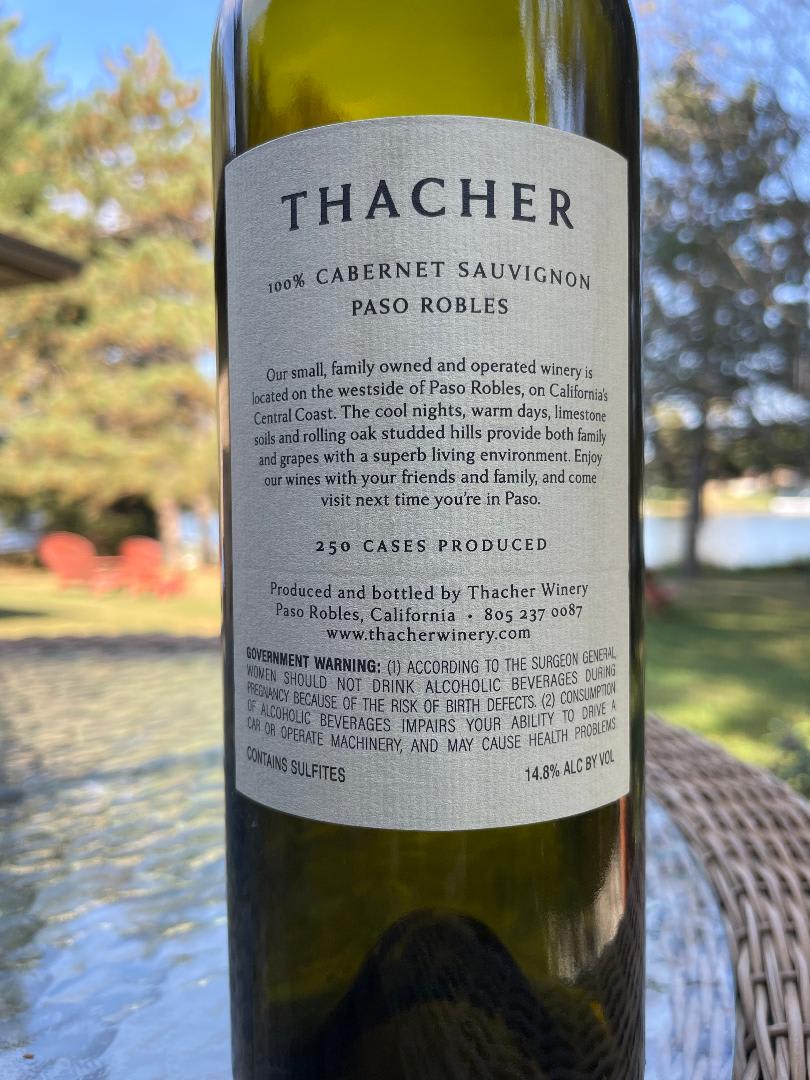 THACHER
100% CABERNET SAUVIGNON
PASO ROBLES
Our small, family owned and operated winery is
located on the westside of Paso Robles, on California's
Central Coast. The cool nights, warm days, limestone
soils and rolling oak studded hills provide both family
and grapes with a superb living environment. Enjoy
our wines with your friends and family, and come
visit next time you're in Paso.
250 CASES PRODUCED
Produced and bottled by Thacher Winery
Paso Robles, California • 805 237 0087
www.thacherwinery.com
GOVERNMENT WARNING: (1) ACCORDING TO THE SURGEON GENERAL,
WOMEN SHOULD NOT DRINK ALCOHOLIC BEVERAGES DURING
PREGNANCY BECAUSE OF THE RISK OF BIRTH DEFECTS. (2) CONSUMPTION
OF ALCOHOLIC BEVERAGES IMPAIRS YOUR ABILITY TO DRIVE A
CAR OR OPERATE MACHINERY, AND MAY CAUSE HEALTH PROBLEMS.
CONTAINS SULFITES 14.8% ALC BY VOL